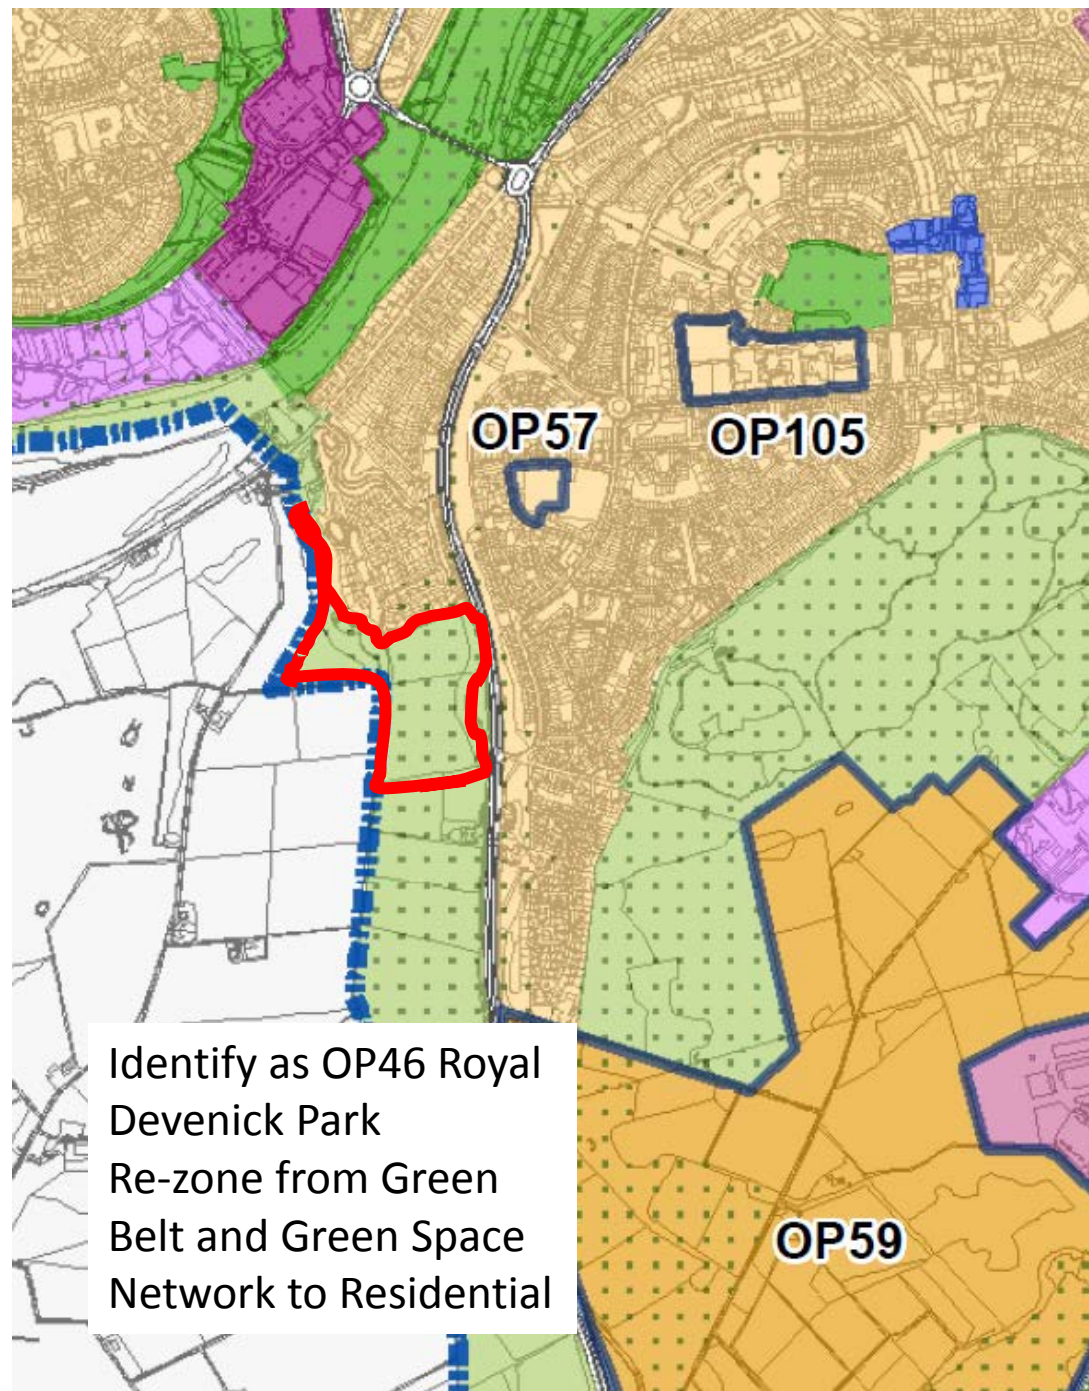 OP57
OP105
Identify as OP46 Royal
Devenick Park
Re-zone from Green
Belt and Green Space
Network to Residential
OP59